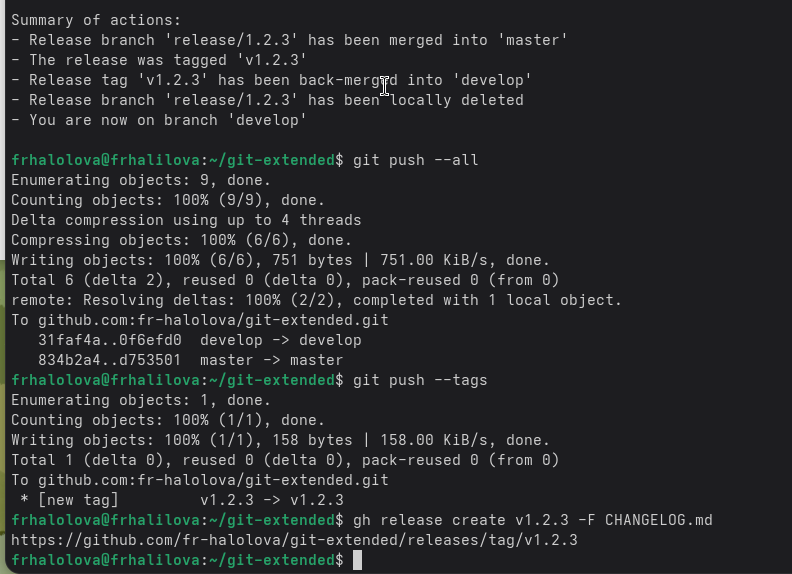 Summary of actions:
- Release branch 'release/1.2.3' has been merged into 'master'
- The release was tagged 'v1.2.3'
- Release tag 'v1.2.3' has been back-merged into 'develop'
- Release branch 'release/1.2.3' has been locally deleted
- You are now on branch 'develop'
frhalolova@frhalilova:~/git-extended$ git push --all
Enumerating objects: 9, done.
Counting objects: 100% (9/9), done.
Delta compression using up to 4 threads
Compressing objects: 100% (6/6), done.
Writing objects: 100% (6/6), 751 bytes | 751.00 KiB/s, done.
Total 6 (delta 2), reused 0 (delta 0), pack-reused 0 (from 0)
remote: Resolving deltas: 100% (2/2), completed with 1 local object.
To github.com:fr-halolova/git-extended.git
   31faf4a..0f6efd0  develop -> develop
   834b2a4..d753501  master -> master
frhalolova@frhalilova:~/git-extended$ git push --tags
Enumerating objects: 1, done.
Counting objects: 100% (1/1), done.
Writing objects: 100% (1/1), 158 bytes | 158.00 KiB/s, done.
Total 1 (delta 0), reused 0 (delta 0), pack-reused 0 (from 0)
To github.com:fr-halolova/git-extended.git
 * [new tag]         v1.2.3 -> v1.2.3
frhalolova@frhalilova:~/git-extended$ gh release create v1.2.3 -F CHANGELOG.md
https://github.com/fr-halolova/git-extended/releases/tag/v1.2.3
frhalolova@frhalilova:~/git-extended$